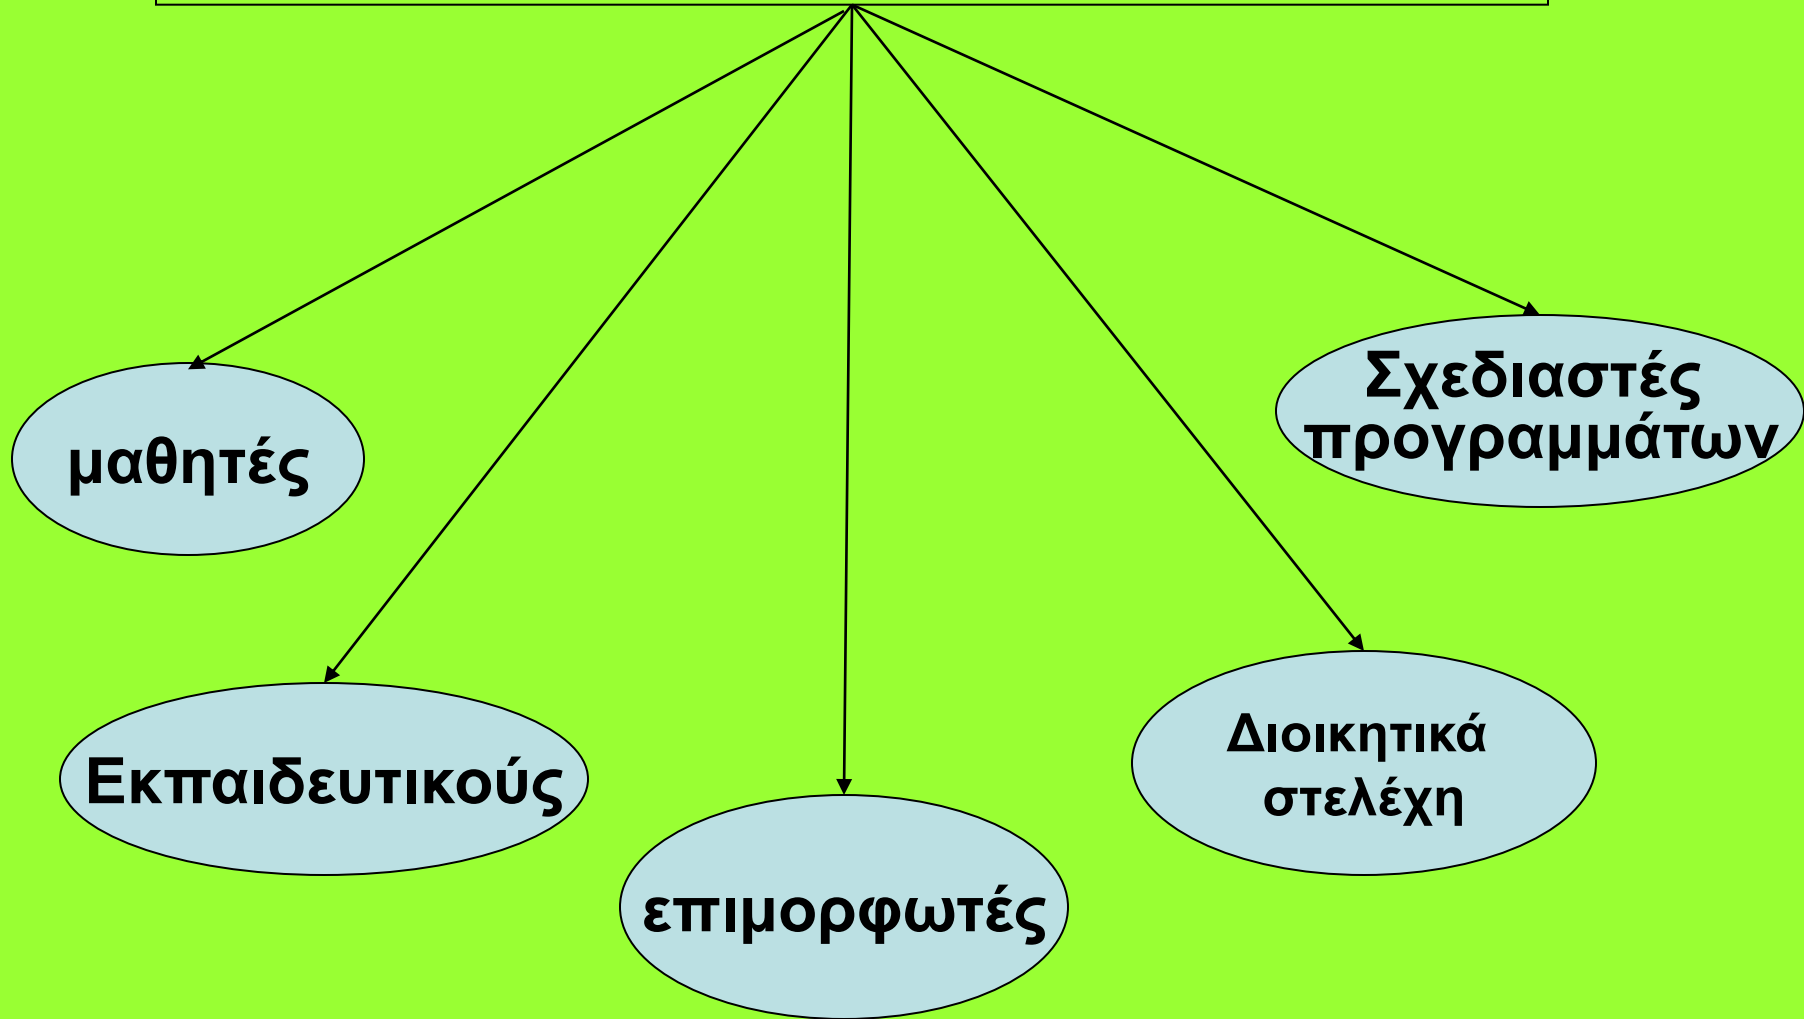 μαθητές
Σχεδιαστές
προγραμμάτων
Εκπαιδευτικούς
Διοικητικά
στελέχη
επιμορφωτές